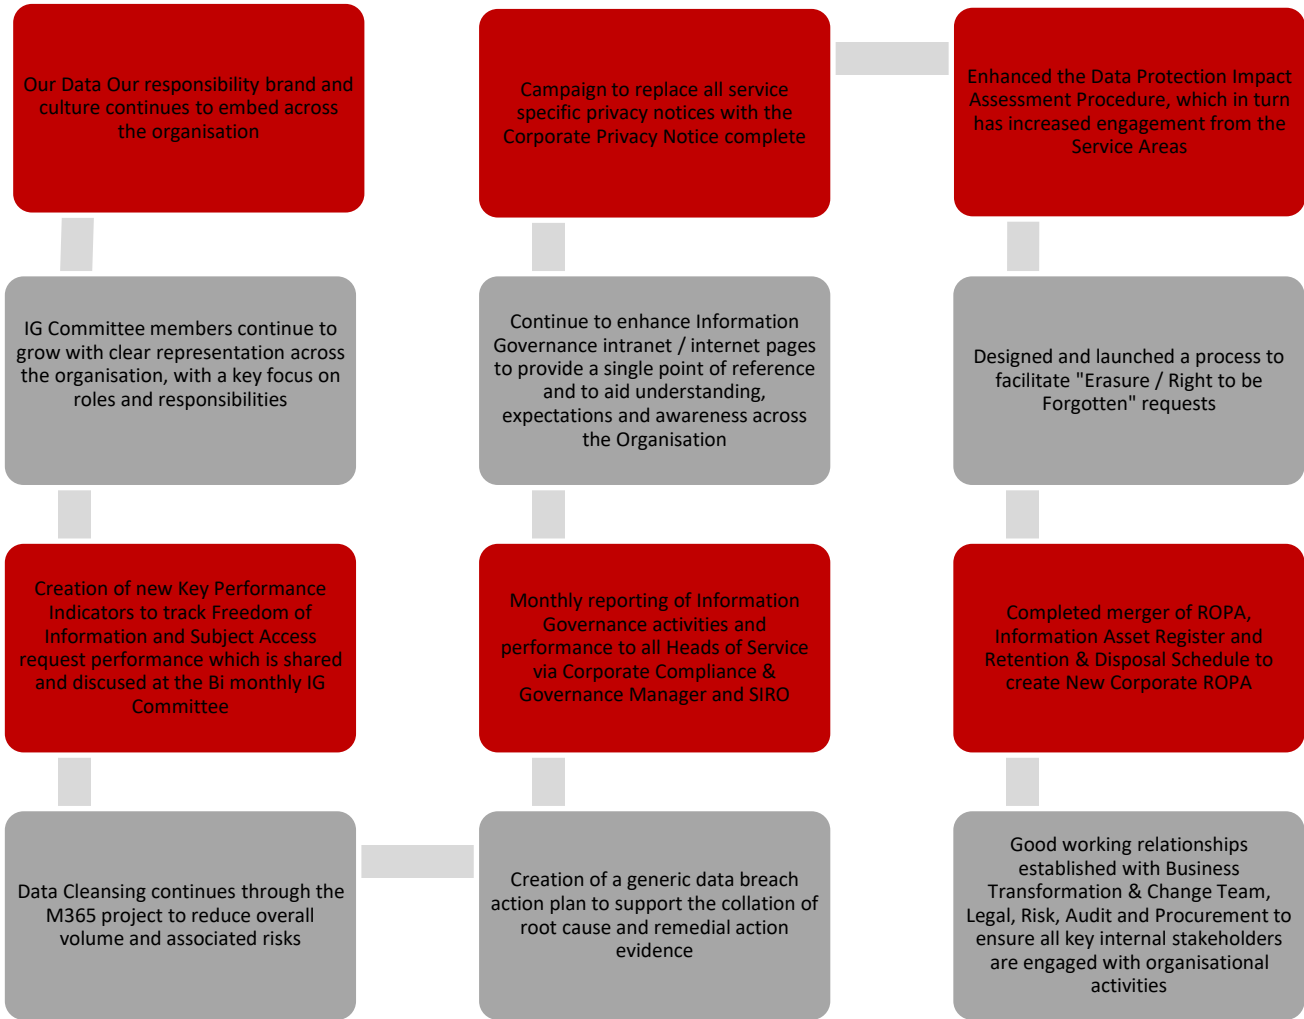 Our Data Our responsibility brand and
culture continues to embed across
the organisation
IG Committee members continue to
grow with clear representation across
the organisation, with a key focus on
roles and responsibilities
Creation of new Key Performance
Indicators to track Freedom of
Information and Subject Access
request performance which is shared
and discused at the Bi monthly IG
Committee
Data Cleansing continues through the
M365 project to reduce overall
volume and associated risks
Creation of a generic data breach
action plan to support the collation of
root cause and remedial action
evidence
Monthly reporting of Information
Governance activities and
performance to all Heads of Service
via Corporate Compliance &
Governance Manager and SIRO
Continue to enhance Information
Governance intranet / internet pages
to provide a single point of reference
and to aid understanding,
expectations and awareness across
the Organisation
Campaign to replace all service
specific privacy notices with the
Corporate Privacy Notice complete
Enhanced the Data Protection Impact
Assessment Procedure, which in turn
has increased engagement from the
Service Areas
Designed and launched a process to
facilitate "Erasure / Right to be
Forgotten" requests
Completed merger of ROPA,
Information Asset Register and
Retention & Disposal Schedule to
create New Corporate ROPA
Good working relationships
established with Business
Transformation & Change Team,
Legal, Risk, Audit and Procurement to
ensure all key internal stakeholders
are engaged with organisational
activities